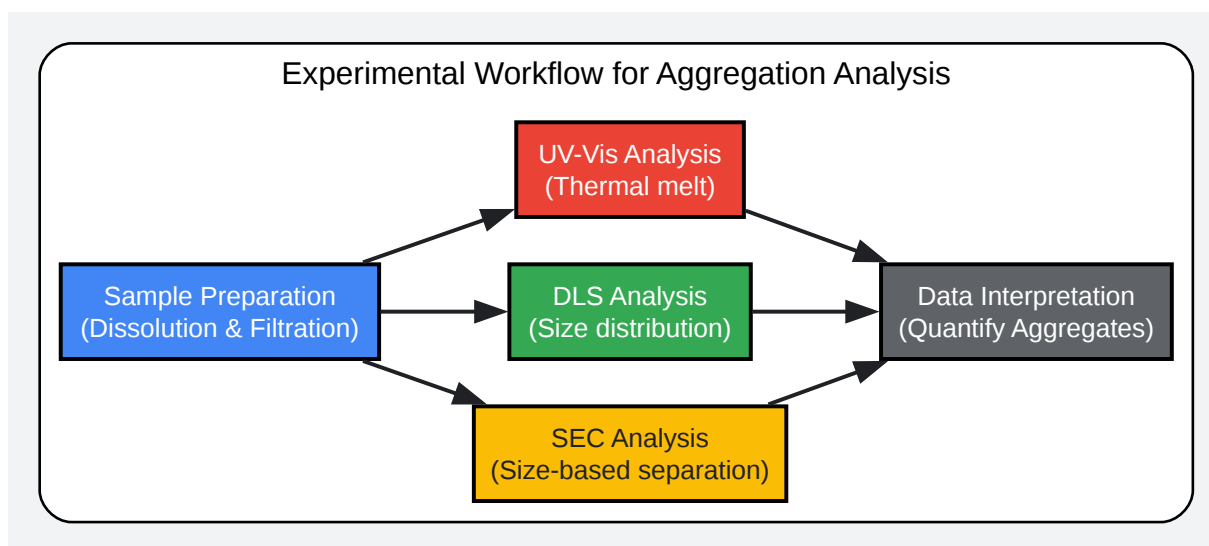 Experimental Workflow for Aggregation Analysis
UV-Vis Analysis
(Thermal melt)
Sample Preparation
(Dissolution & Filtration)
DLS Analysis
(Size distribution)
Data Interpretation
(Quantify Aggregates)
SEC Analysis
(Size-based separation)